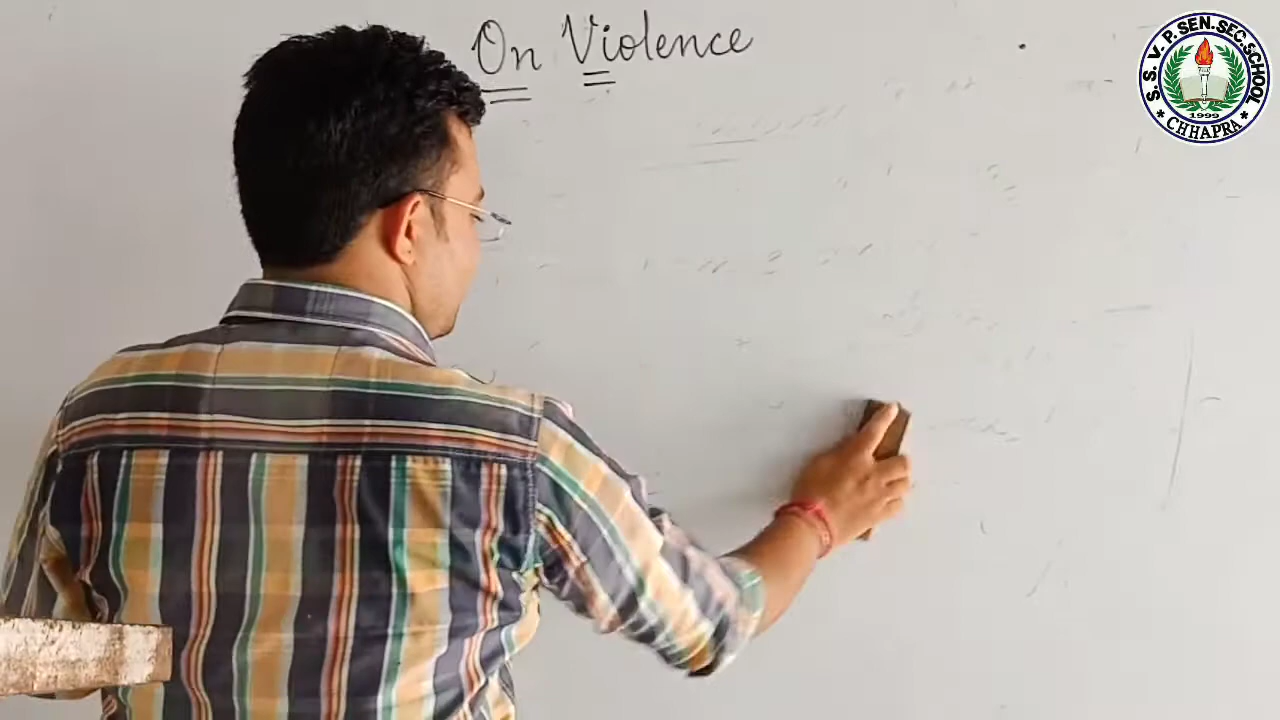 On Violence
S. S. V. P. SEN. SEC. SCHOOL
1999
* CHHAPRA *